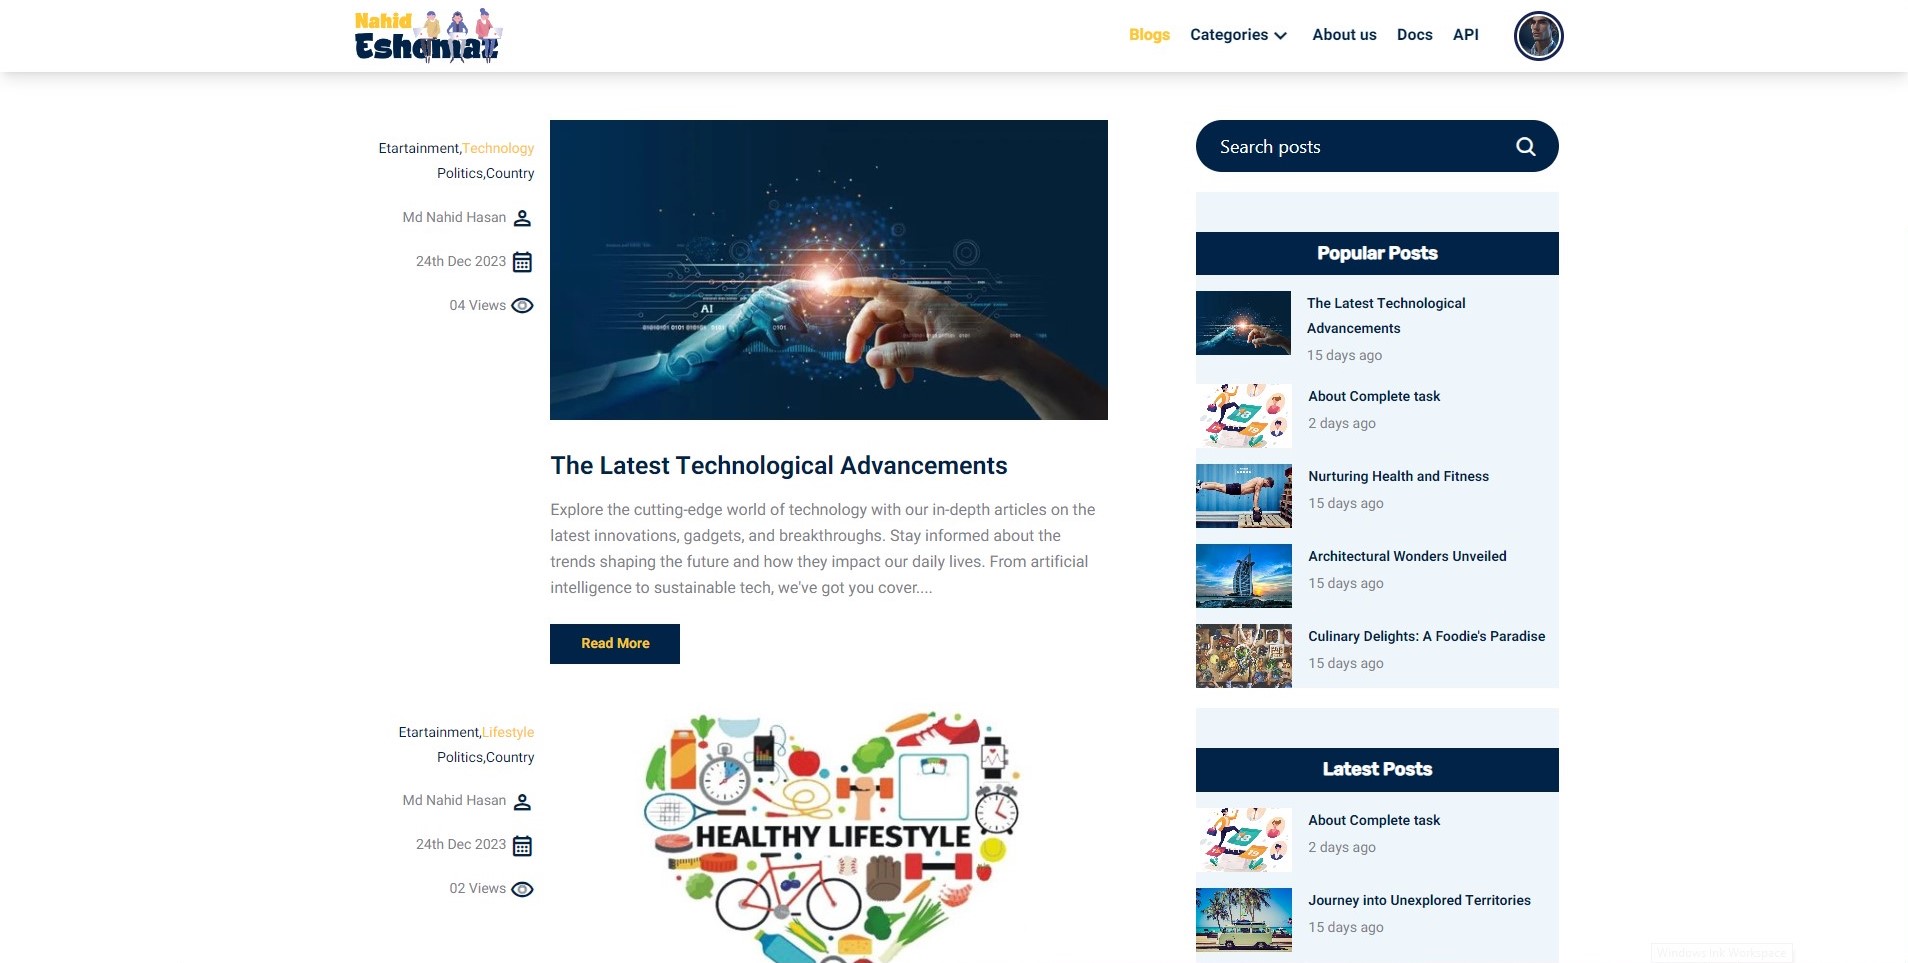 Nahid
Eshoniaz
Blogs
Categories
About us
Docs
API
Etartainment,Technology
Politics,Country
Md Nahid Hasan
24th Dec 2023
04 Views
AI
The Latest Technological Advancements
Explore the cutting-edge world of technology with our in-depth articles on the
latest innovations, gadgets, and breakthroughs. Stay informed about the
trends shaping the future and how they impact our daily lives. From artificial
intelligence to sustainable tech, we've got you cover....
Read More
Etartainment,Lifestyle
Politics,Country
Md Nahid Hasan
24th Dec 2023
02 Views
HEALTHY LIFESTYLE
Search posts
Popular Posts
The Latest Technological
Advancements
15 days ago
About Complete task
2 days ago
Nurturing Health and Fitness
15 days ago
Architectural Wonders Unveiled
15 days ago
Culinary Delights: A Foodie's Paradise
15 days ago
Latest Posts
About Complete task
2 days ago
Journey into Unexplored Territories
15 days ago
Windows Ink Workspace